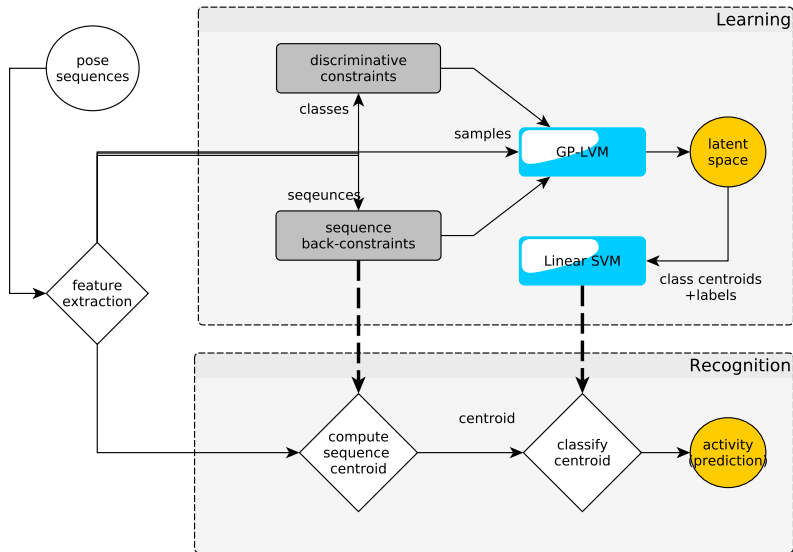 Learning
pose
sequences
discriminative
constraints
classes
samples
GP-LVM
latent
space
seqeunces
sequence
back-constraints
Linear SVM
class centroids
+labels
feature
extraction
Recognition
centroid
compute
sequence
centroid
classify
centroid
activity
(prediction)